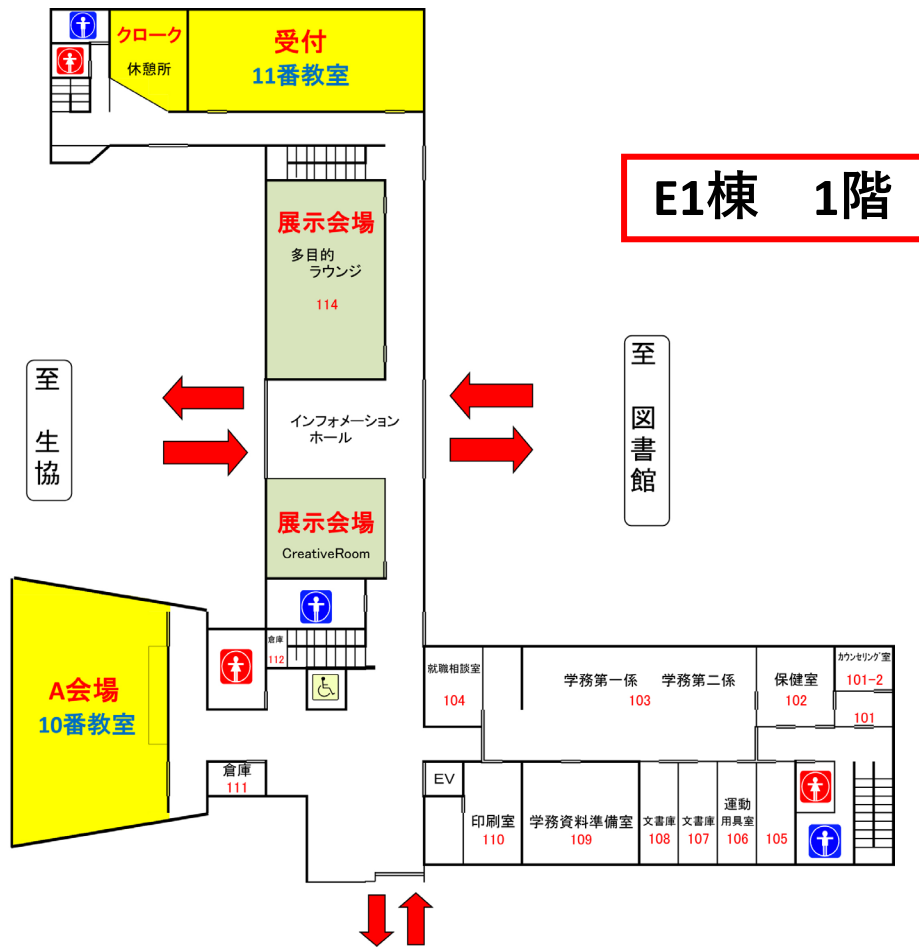 クローク
休憩所
受付
11番教室
E1棟　1階
展示会場
多目的
ラウンジ
114
至　生協
インフォメーション
ホール
至　図書館
展示会場
CreativeRoom
倉庫
112
A会場
10番教室
就職相談室
104
学務第一係　学務第二係
103
保健室
102
カウンセリング室
101-2
101
倉庫
111
EV
印刷室
110
学務資料準備室
109
文書庫
108
文書庫
107
運動
用具室
106
105